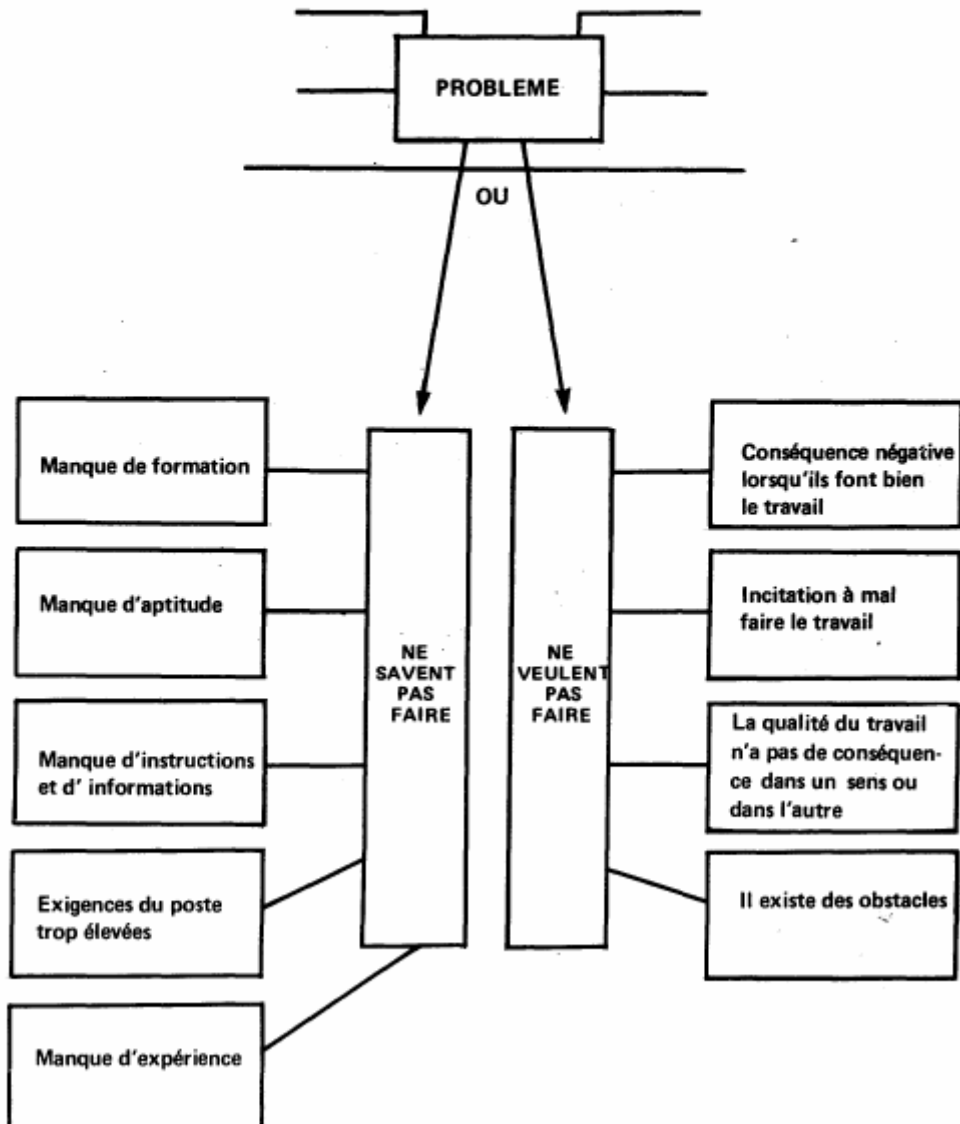 PROBLEME
OU
Manque de formation
Manque d'aptitude
Manque d'instructions
et d' informations
Exigences du poste
trop élevées
Manque d'expérience
NE
SAVENT
PAS
FAIRE
NE
VEULENT
PAS
FAIRE
Conséquence négative
lorsqu'ils font bien
le travail
Incitation à mal
faire le travail
La qualité du travail
n'a pas de conséquen-
ce dans un sens ou
dans l'autre
Il existe des obstacles